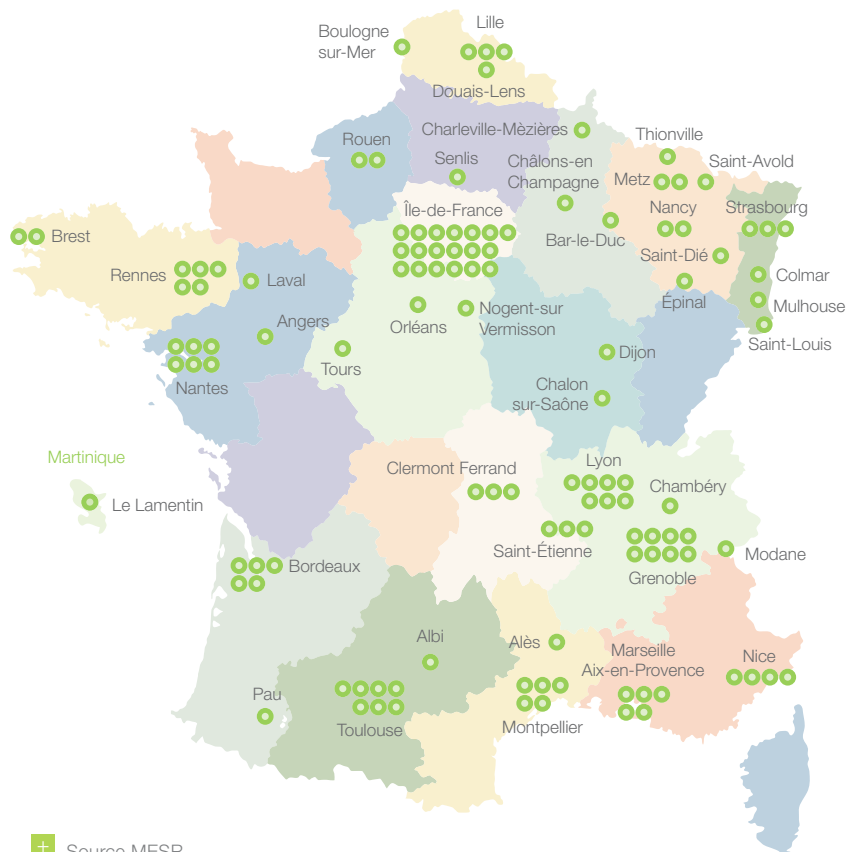 Lille
Boulogne
sur-Mer
Douais-Lens
Charleville-Mèzières
Thionville
Rouen
Senlis
Châlons-en
Champagne
Metz
Saint-Avold
Île-de-France
Nancy
Strasbourg
Brest
Bar-le-Duc
Saint-Dié
Rennes
Laval
Colmar
Épinal
Mulhouse
Angers
Orléans
Nogent-sur
Vermisson
Saint-Louis
Tours
Dijon
Nantes
Chalon
sur-Saône
Martinique
Clermont Ferrand
Lyon
Chambéry
Le Lamentin
Saint-Étienne
Modane
Bordeaux
Grenoble
Albi
Alès
Marseille
Aix-en-Provence
Nice
Pau
Toulouse
Montpellier
+ Source MESR